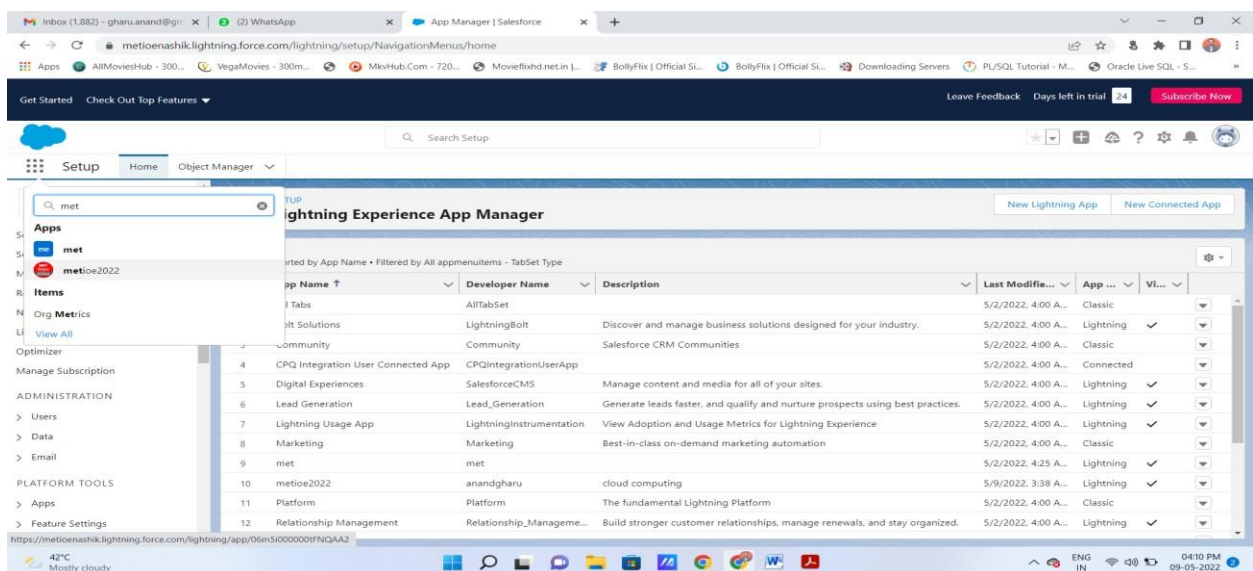 Inbox (1,882) - gharu.anand@gm
(2) WhatsApp
App Manager | Salesforce
metioenashik.lightning.force.com/lightning/setup/NavigationMenus/home
Apps AllMoviesHub - 300... VegaMovies - 300m... MkvHub.Com - 720... Movieflixhd.net.in |... BollyFlix | Official Si... BollyFlix | Official Si... Downloading Servers PL/SQL Tutorial - M... Oracle Live SQL - S... »
Get Started Check Out Top Features Leave Feedback Days left in trial 24 Subscribe Now
Search Setup
Setup Home Object Manager
met
Apps
me met
metioe2022
Items
Org Metrics
View All
Optimizer
Manage Subscription
ADMINISTRATION
> Users
> Data
> Email
PLATFORM TOOLS
> Apps
> Feature Settings
TUP
ightning Experience App Manager
New Lightning App New Connected App
rted by App Name • Filtered by All appmenuitems - TabSet Type
pp Name ↑ Developer Name Description Last Modifie... App ... Vi...
l Tabs AllTabSet 5/2/2022, 4:00 A... Classic
olt Solutions LightningBolt Discover and manage business solutions designed for your industry. 5/2/2022, 4:00 A... Lightning ✓
3 Community Community Salesforce CRM Communities 5/2/2022, 4:00 A... Classic
4 CPQ Integration User Connected App CPQIntegrationUserApp 5/2/2022, 4:00 A... Connected
5 Digital Experiences SalesforceCMS Manage content and media for all of your sites. 5/2/2022, 4:00 A... Lightning ✓
6 Lead Generation Lead_Generation Generate leads faster, and qualify and nurture prospects using best practices. 5/2/2022, 4:00 A... Lightning ✓
7 Lightning Usage App LightningInstrumentation View Adoption and Usage Metrics for Lightning Experience 5/2/2022, 4:00 A... Lightning ✓
8 Marketing Marketing Best-in-class on-demand marketing automation 5/2/2022, 4:00 A... Classic
9 met met 5/2/2022, 4:25 A... Lightning ✓
10 metioe2022 anandgharu cloud computing 5/9/2022, 3:38 A... Lightning ✓
11 Platform Platform The fundamental Lightning Platform 5/2/2022, 4:00 A... Classic
12 Relationship Management Relationship_Manageme... Build stronger customer relationships, manage renewals, and stay organized. 5/2/2022, 4:00 A... Lightning ✓
https://metioenashik.lightning.force.com/lightning/app/06m5i000000tFNQAA2
42°C
Mostly cloudy
ENG
IN
04:10 PM
09-05-2022
2